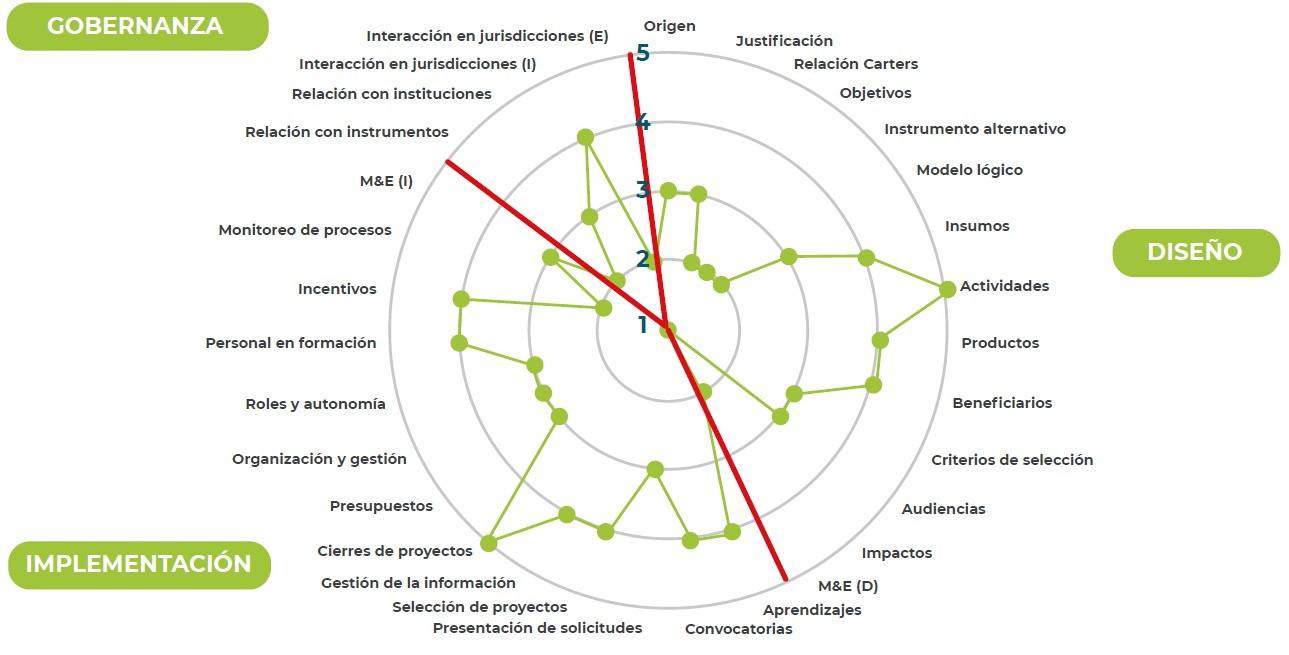 GOBERNANZA
Origen
Justificación
Relación Carters
Objetivos
Instrumento alternativo
Modelo lógico
Insumos
DISEÑO
Actividades
Productos
Beneficiarios
Criterios de selección
Audiencias
Impactos
M&E (D)
Aprendizajes
Convocatorias
Presentación de solicitudes
Selección de proyectos
Gestión de la información
Cierres de proyectos
IMPLEMENTACIÓN
Presupuestos
Organización y gestión
Roles y autonomía
Personal en formación
Incentivos
Monitoreo de procesos
M&E (I)
Relación con instrumentos
Relación con instituciones
Interacción en jurisdicciones (I)
Interacción en jurisdicciones (E)
5
4
3
2
1